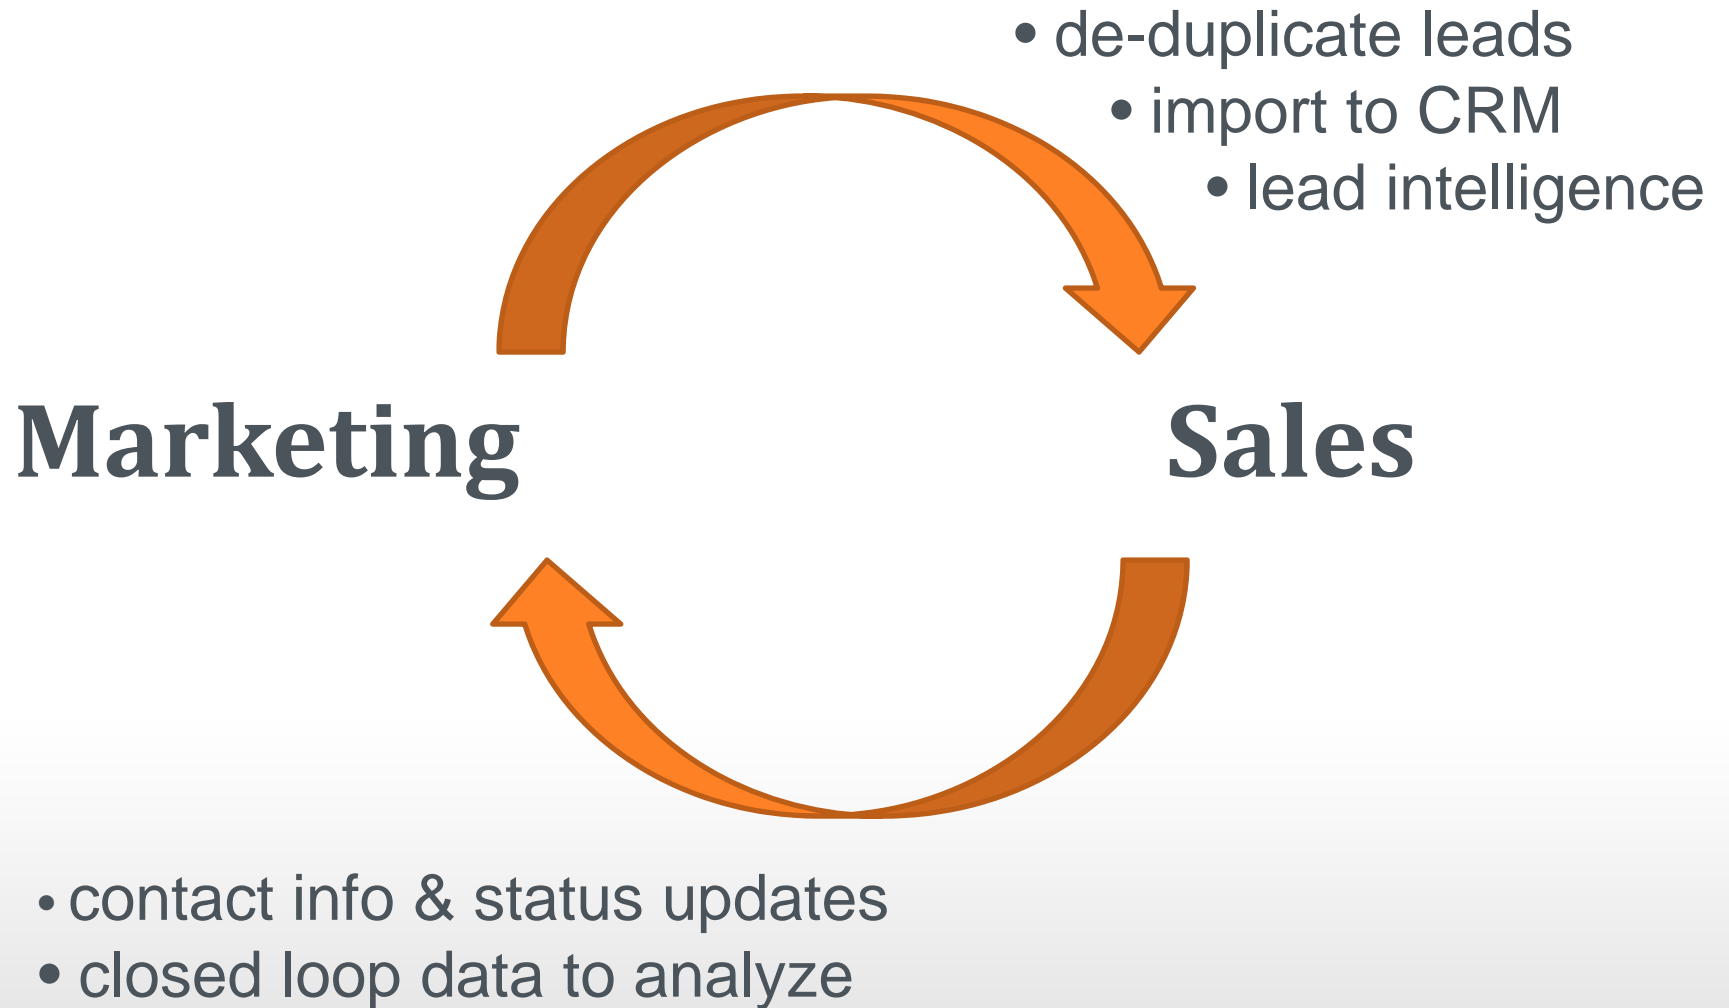 • de-duplicate leads
• import to CRM
• lead intelligence
Marketing
Sales
• contact info & status updates
• closed loop data to analyze